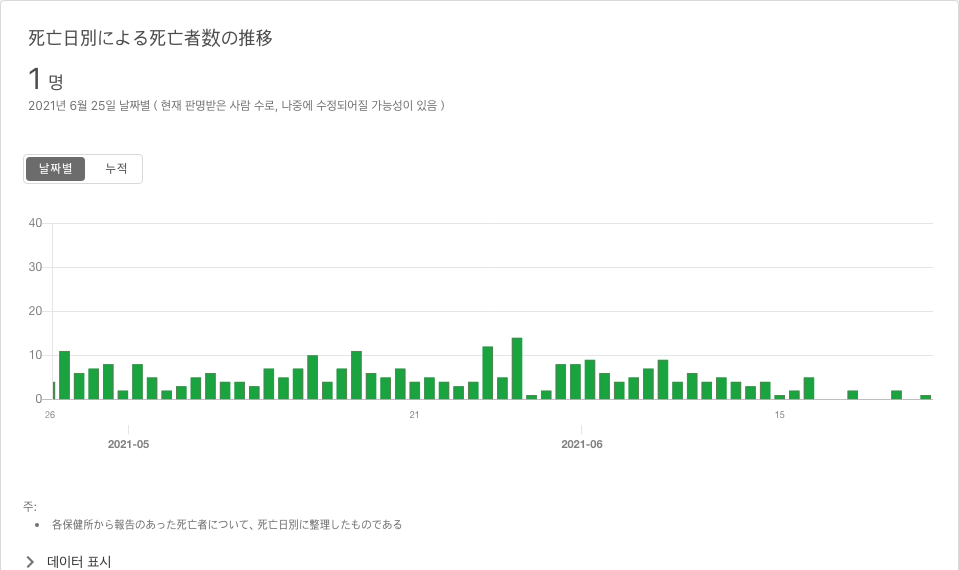 死亡日別による死亡者数の推移
1 명
2021년 6월 25일 날짜별 ( 현재 판명받은 사람 수로, 나중에 수정되어질 가능성이 있음 )
날짜별 누적
40
30
20
10
0
26 21 15
2021-05 2021-06
주:
• 各保健所から報告のあった死亡者について、死亡日別に整理したものである
데이터 표시